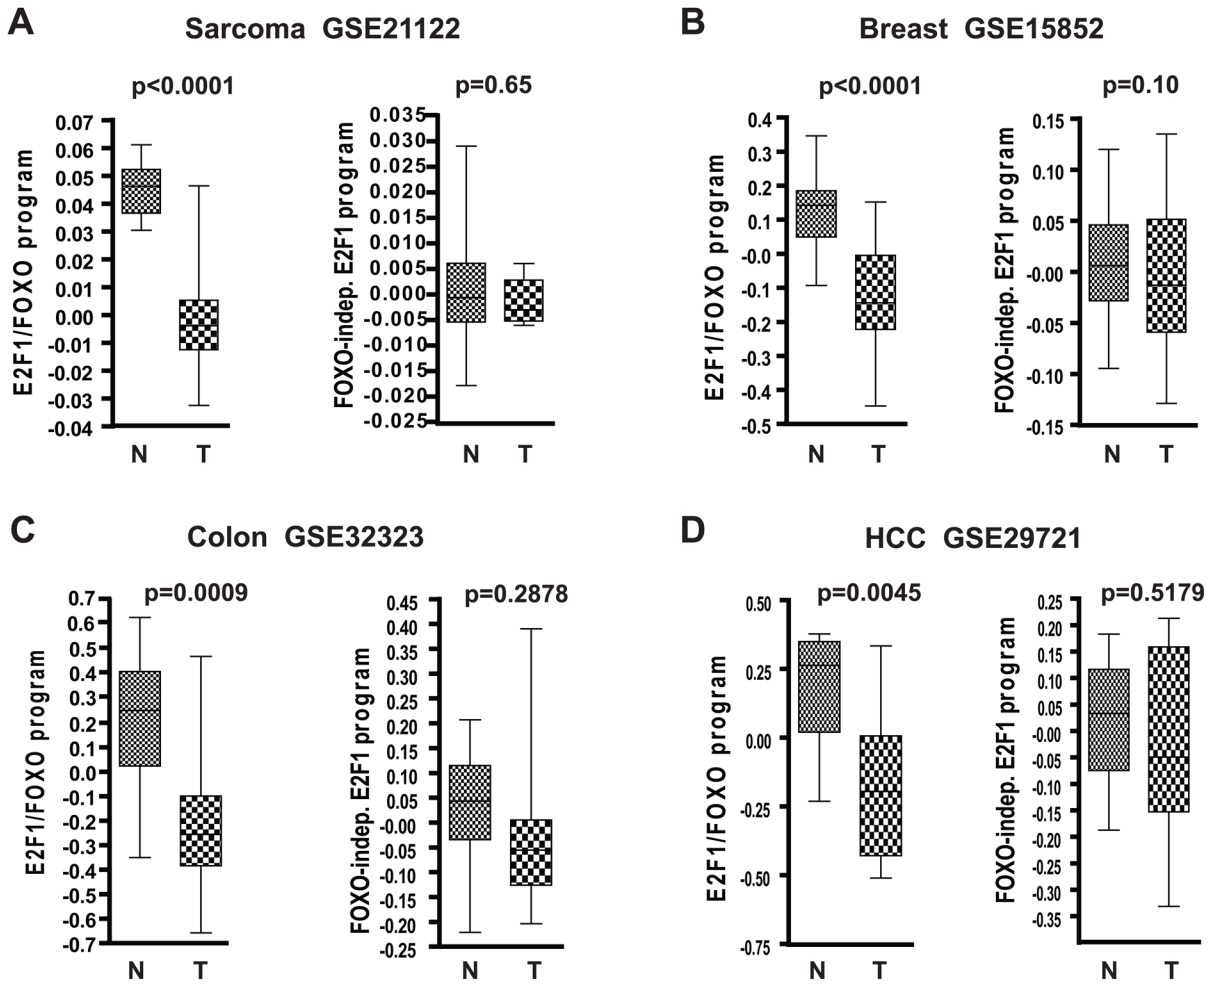 A
Sarcoma GSE21122
p<0.0001
E2F1/FOXO program
0.07
0.06
0.05
0.04
0.03
0.02
0.01
0.00
-0.01
-0.02
-0.03
-0.04
N T
p=0.65
FOXO-indep. E2F1 program
0.035
0.030
0.025
0.020
0.015
0.010
0.005
0.000
-0.005
-0.010
-0.015
-0.020
-0.025
N T
B
Breast GSE15852
p<0.0001
E2F1/FOXO program
0.4
0.3
0.2
0.1
-0.0
-0.1
-0.2
-0.3
-0.4
-0.5
N T
p=0.10
FOXO-indep. E2F1 program
0.15
0.10
0.05
-0.00
-0.05
-0.10
-0.15
N T
C
Colon GSE32323
p=0.0009
E2F1/FOXO program
0.7
0.6
0.5
0.4
0.3
0.2
0.1
0.0
-0.1
-0.2
-0.3
-0.4
-0.5
-0.6
-0.7
N T
p=0.2878
FOXO-indep. E2F1 program
0.45
0.40
0.35
0.30
0.25
0.20
0.15
0.10
0.05
-0.00
-0.05
-0.10
-0.15
-0.20
-0.25
N T
D
HCC GSE29721
p=0.0045
E2F1/FOXO program
0.50
0.25
0.00
-0.25
-0.50
-0.75
N T
p=0.5179
FOXO-indep. E2F1 program
0.25
0.20
0.15
0.10
0.05
-0.00
-0.05
-0.10
-0.15
-0.20
-0.25
-0.30
-0.35
N T